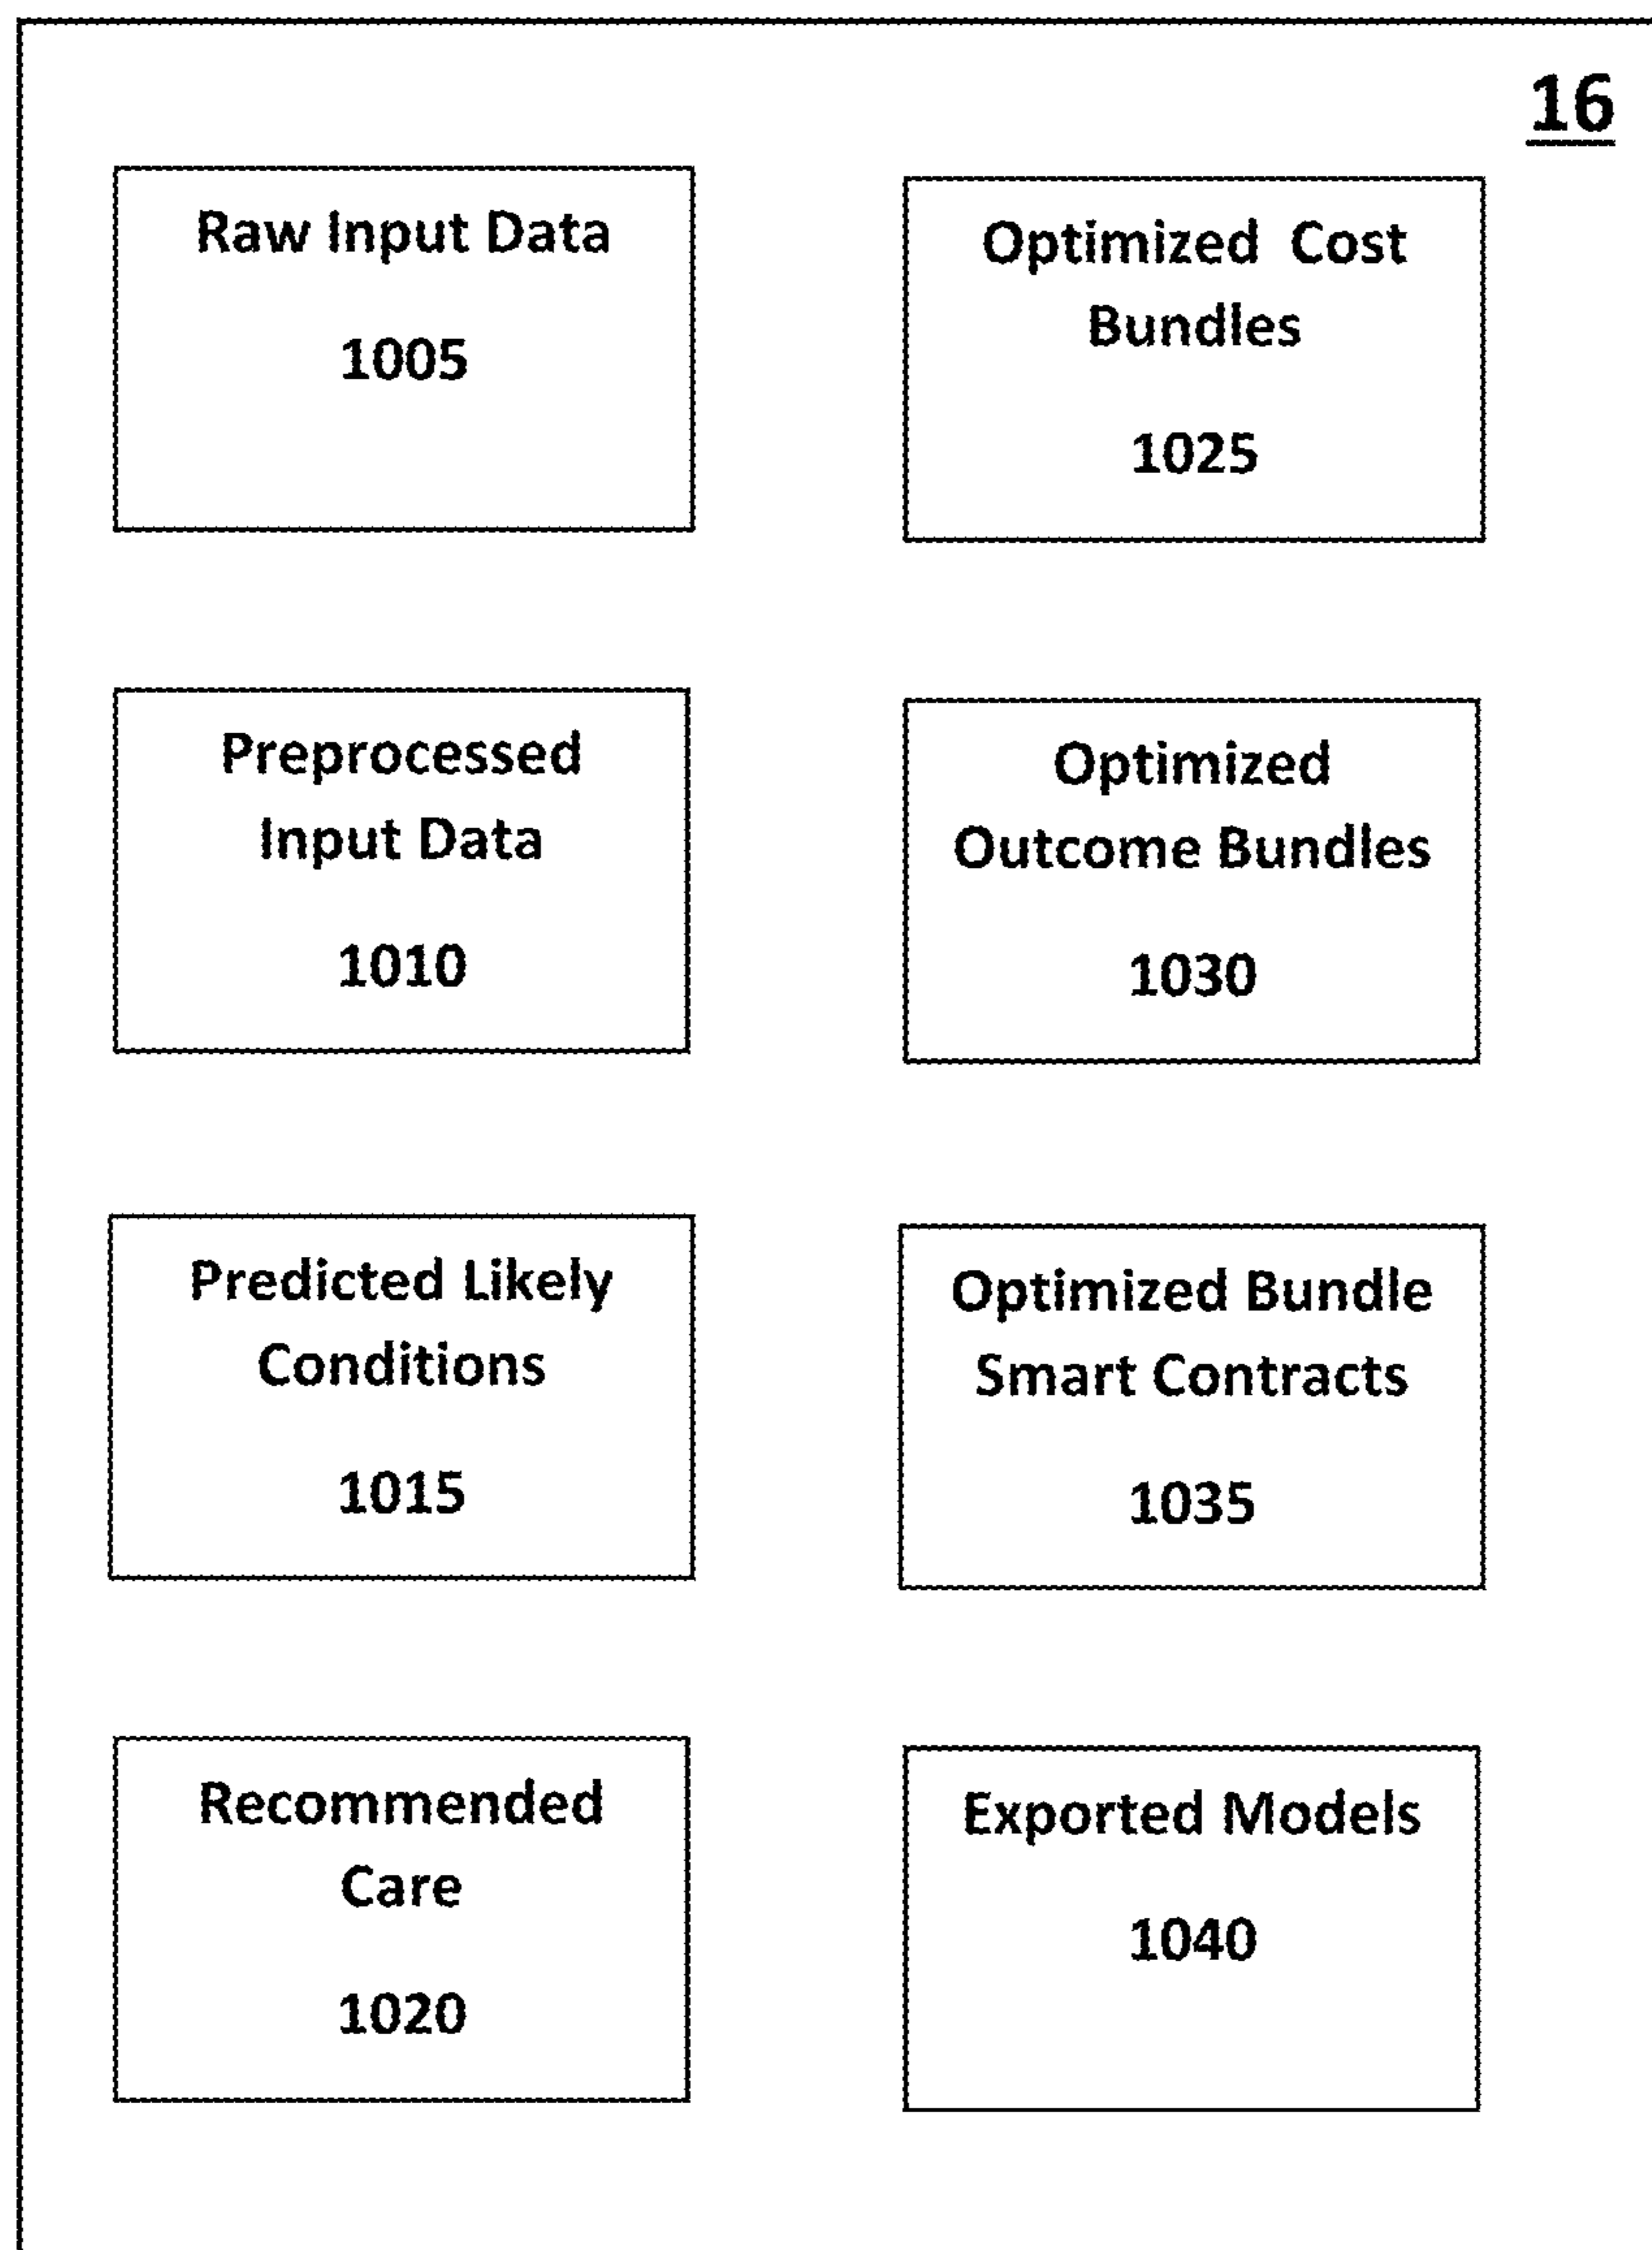 16
Raw Input Data
1005
Optimized Cost
Bundles
1025
Preprocessed
Input Data
1010
Optimized
Outcome Bundles
1030
Predicted Likely
Conditions
1015
Optimized Bundle
Smart Contracts
1035
Recommended
Care
1020
Exported Models
1040